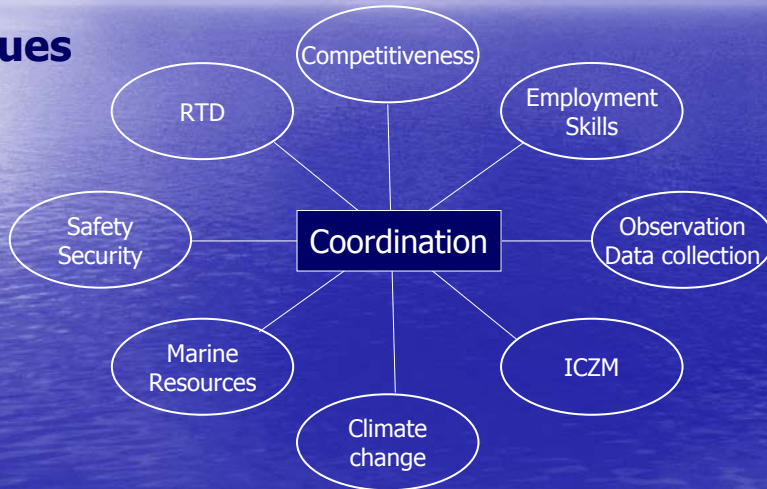 ues
Competitiveness
RTD
Employment
Skills
Safety
Security
Coordination
Observation
Data collection
Marine
Resources
ICZM
Climate
change